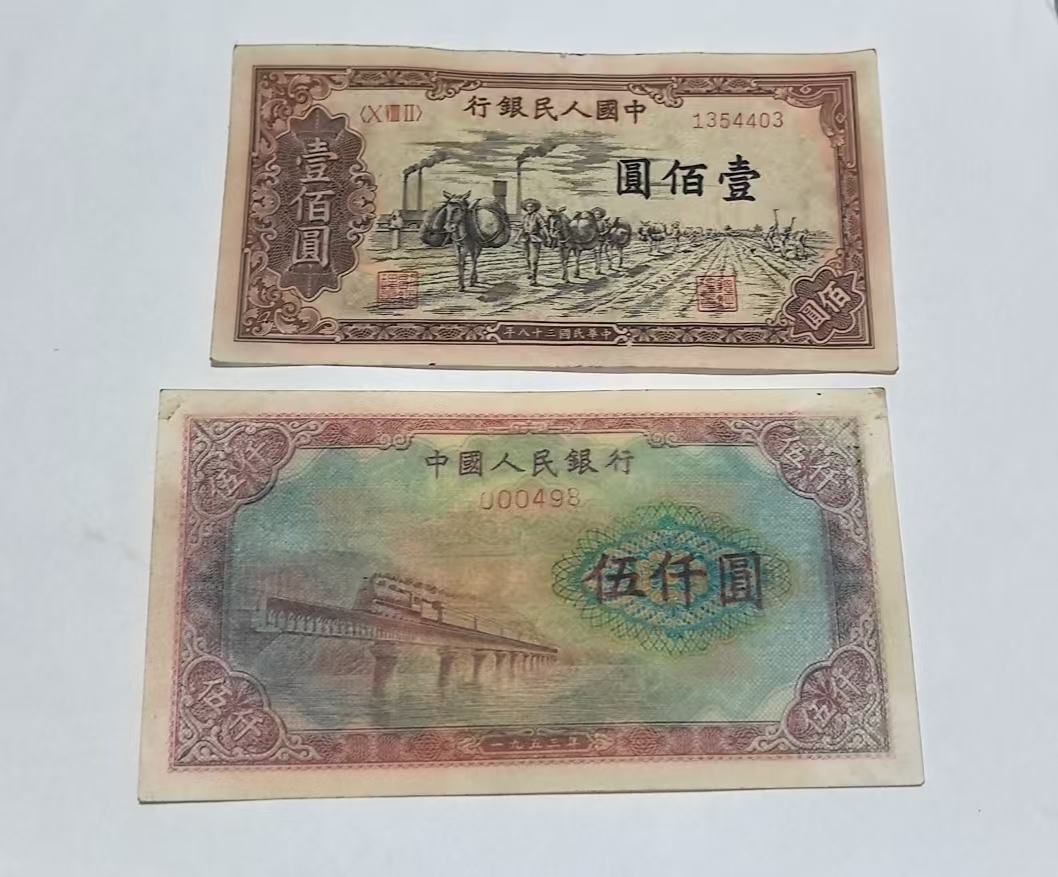 〈X III II〉
中國人民銀行
1354403
壹佰圓
壹佰圓
佰圓
中華民國三十八年
伍仟
伍仟
中國人民銀行
000498
伍仟圓
伍仟
伍仟
一九五三年